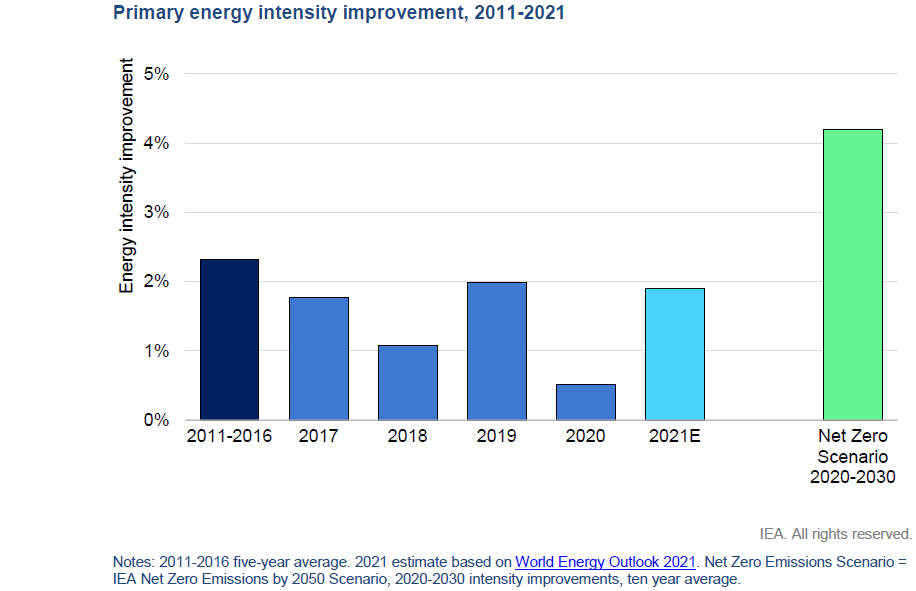 Primary energy intensity improvement, 2011-2021
Energy intensity improvement
5%
4%
3%
2%
1%
0%
2011-2016
2017
2018
2019
2020
2021E
Net Zero
Scenario
2020-2030
IEA. All rights reserved.
Notes: 2011-2016 five-year average. 2021 estimate based on World Energy Outlook 2021. Net Zero Emissions Scenario =
IEA Net Zero Emissions by 2050 Scenario, 2020-2030 intensity improvements, ten year average.